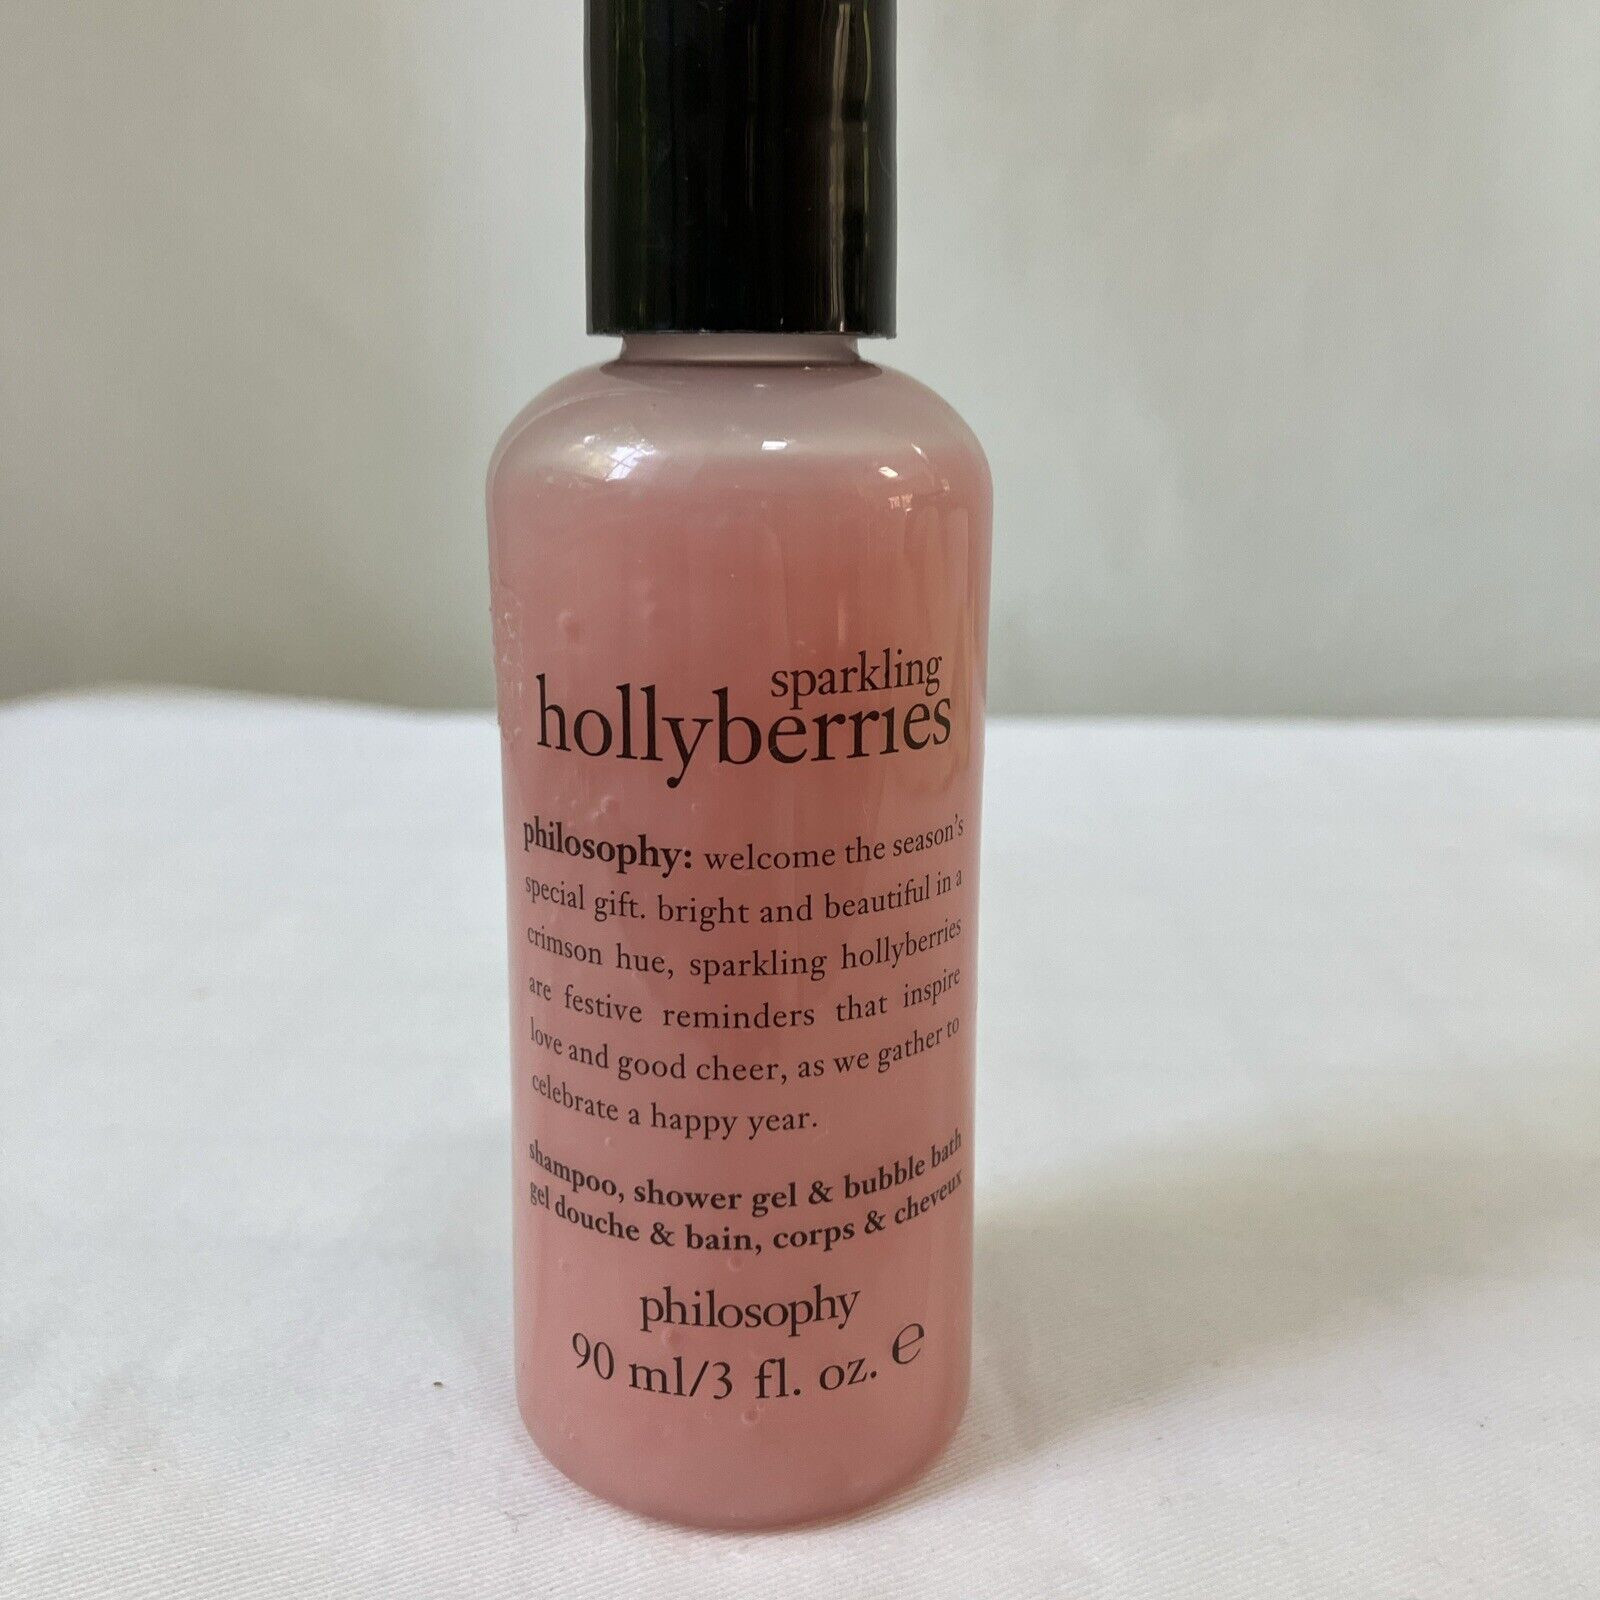 sparkling
hollyberries
philosophy: welcome the season's
special gift. bright and beautiful in a
crimson hue, sparkling hollyberries
are festive reminders that inspire
love and good cheer, as we gather to
celebrate a happy year.
shampoo, shower gel & bubble bath
gel douche & bain, corps & cheveux
philosophy
90 ml/3 fl. oz. ℮